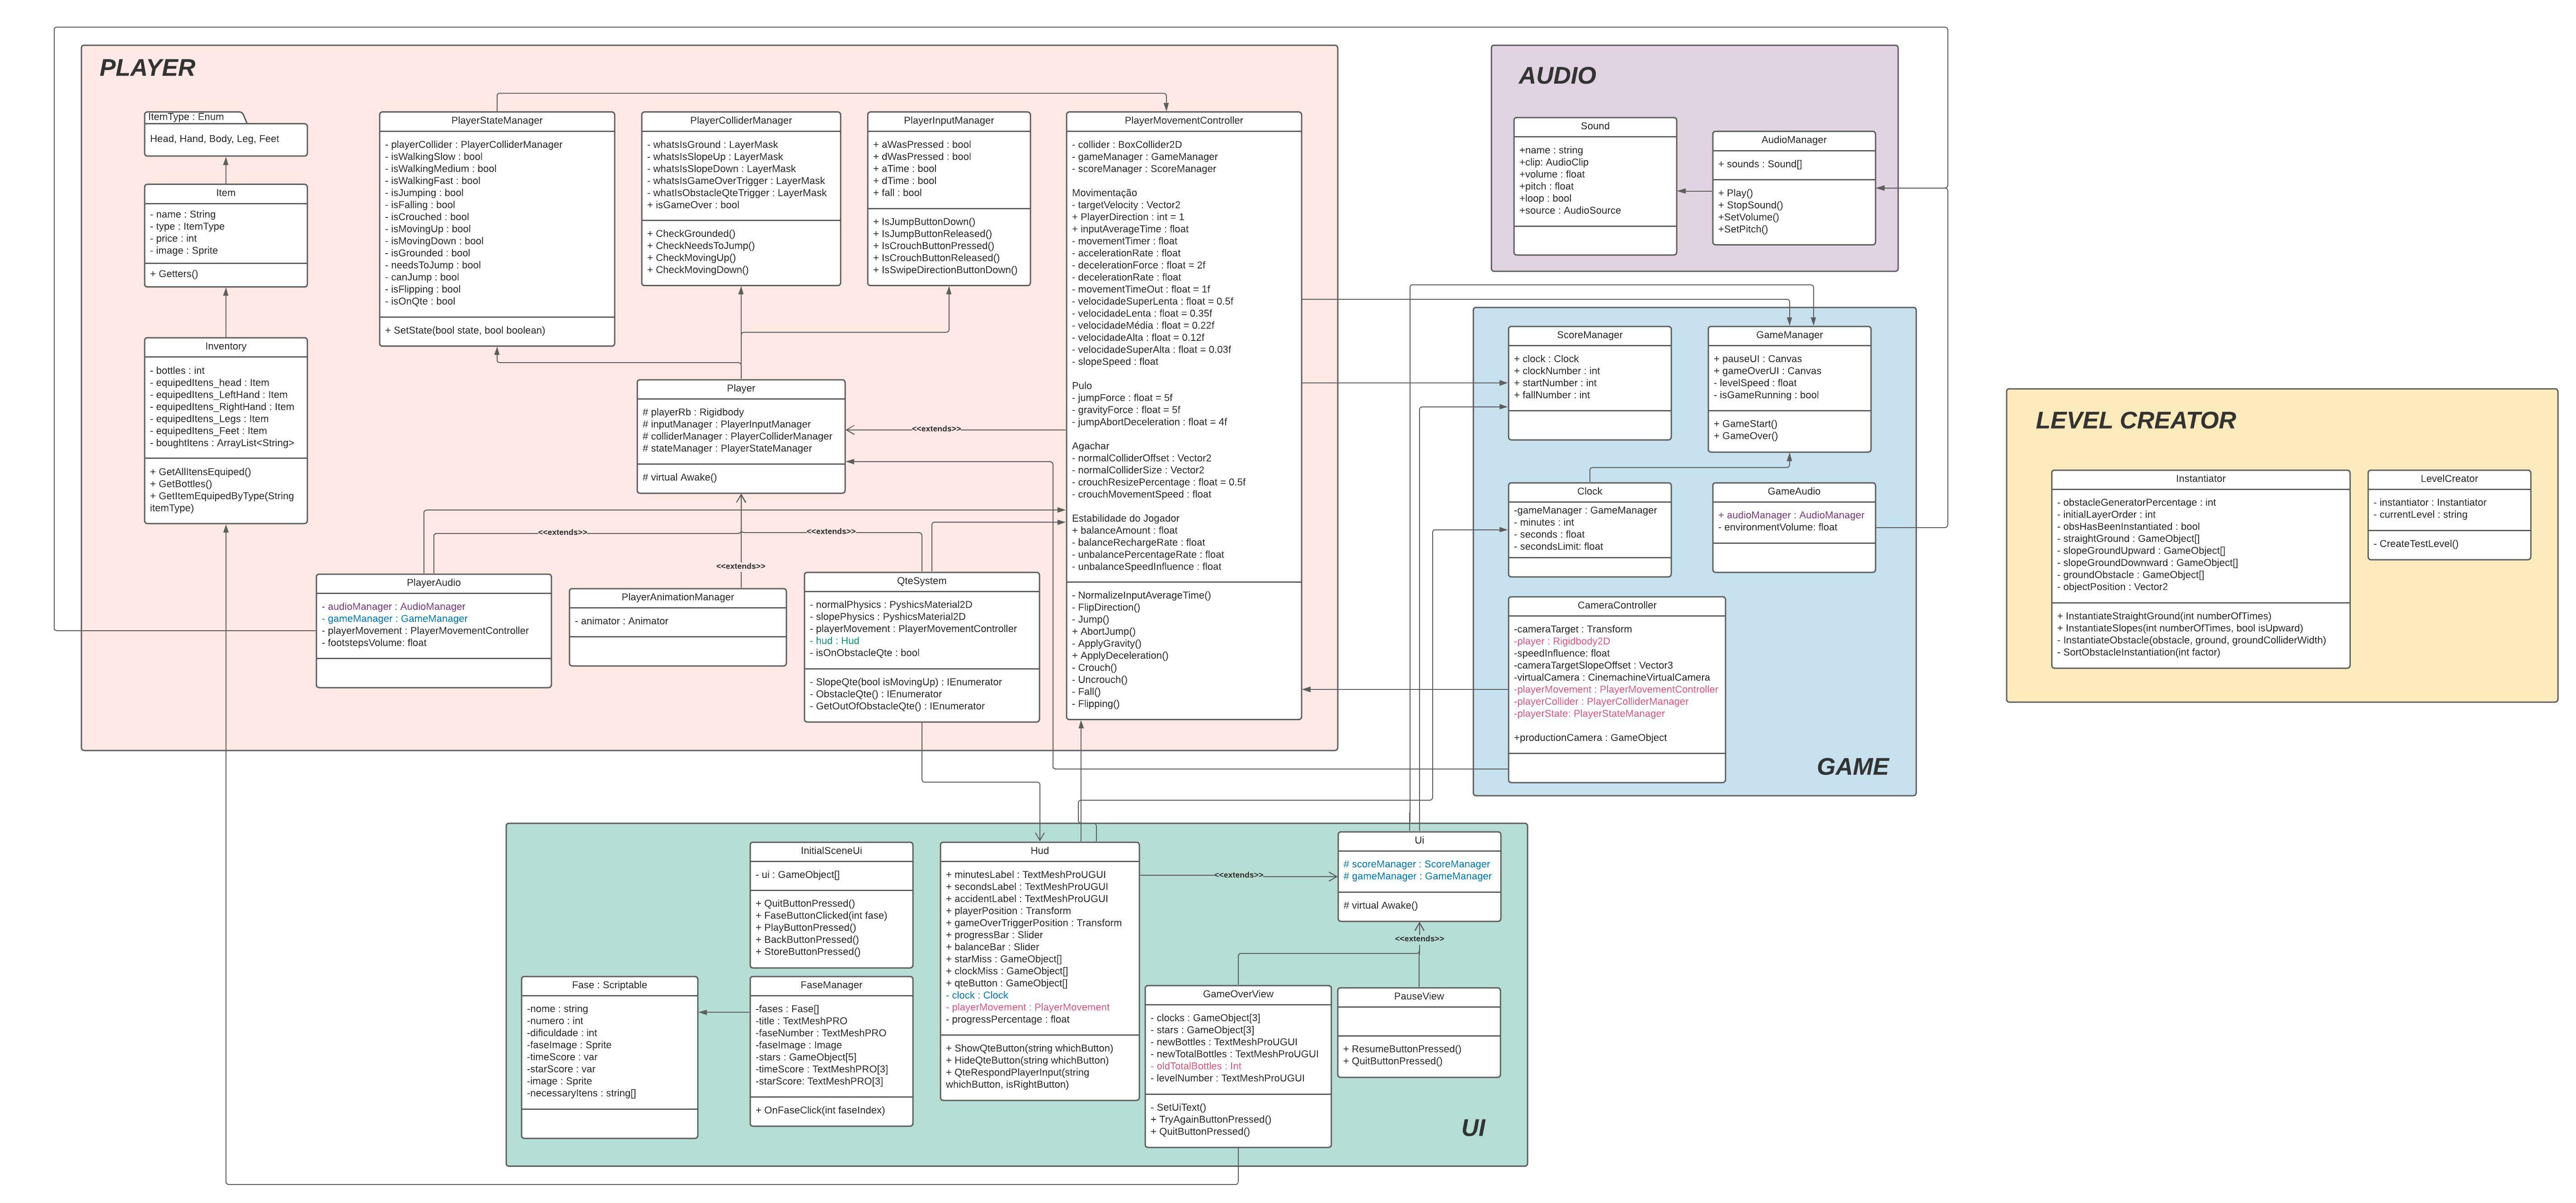 PLAYER
ItemType : Enum
Head, Hand, Body, Leg, Feet
Item
- name : String
- type : ItemType
- price : int
- image : Sprite
+ Getters()
Inventory
- bottles : int
- equipedItens_head : Item
- equipedItens_LeftHand : Item
- equipedItens_RightHand : Item
- equipedItens_Legs : Item
- equipedItens_Feet : Item
- boughtItens : ArrayList<String>
+ GetAllItensEquiped()
+ GetBottles()
+ GetItemEquipedByType(String
itemType)
PlayerStateManager
- playerCollider : PlayerColliderManager
- isWalkingSlow : bool
- isWalkingMedium : bool
- isWalkingFast : bool
- isJumping : bool
- isFalling : bool
- isCrouched : bool
- isMovingUp : bool
- isMovingDown : bool
- isGrounded : bool
- needsToJump : bool
- canJump : bool
- isFlipping : bool
- isOnQte : bool
+ SetState(bool state, bool boolean)
PlayerColliderManager
- whatsIsGround : LayerMask
- whatsIsSlopeUp : LayerMask
- whatsIsSlopeDown : LayerMask
- whatsIsGameOverTrigger : LayerMask
- whatIsObstacleQteTrigger : LayerMask
+ isGameOver : bool
+ CheckGrounded()
+ CheckNeedsToJump()
+ CheckMovingUp()
+ CheckMovingDown()
PlayerInputManager
+ aWasPressed : bool
+ dWasPressed : bool
+ aTime : bool
+ dTime : bool
+ fall : bool
+ IsJumpButtonDown()
+ IsJumpButtonReleased()
+ IsCrouchButtonPressed()
+ IsCrouchButtonReleased()
+ IsSwipeDirectionButtonDown()
PlayerMovementController
- collider : BoxCollider2D
- gameManager : GameManager
- scoreManager : ScoreManager
Movimentação
- targetVelocity : Vector2
+ PlayerDirection : int = 1
+ inputAverageTime : float
- movementTimer : float
- accelerationRate : float
- decelerationForce : float = 2f
- decelerationRate : float
- movementTimeOut : float = 1f
- velocidadeSuperLenta : float = 0.5f
- velocidadeLenta : float = 0.35f
- velocidadeMédia : float = 0.22f
- velocidadeAlta : float = 0.12f
- velocidadeSuperAlta : float = 0.03f
- slopeSpeed : float
Pulo
- jumpForce : float = 5f
- gravityForce : float = 5f
- jumpAbortDeceleration : float = 4f
Agachar
- normalColliderOffset : Vector2
- normalColliderSize : Vector2
- crouchResizePercentage : float = 0.5f
- crouchMovementSpeed : float
Estabilidade do Jogador
+ balanceAmount : float
- balanceRechargeRate : float
- unbalancePercentageRate : float
- unbalanceSpeedInfluence : float
- NormalizeInputAverageTime()
- FlipDirection()
- Jump()
+ AbortJump()
- ApplyGravity()
+ ApplyDeceleration()
- Crouch()
- Uncrouch()
- Fall()
- Flipping()
Player
# playerRb : Rigidbody
# inputManager : PlayerInputManager
# colliderManager : PlayerColliderManager
# stateManager : PlayerStateManager
# virtual Awake()
<<extends>>
<<extends>>
<<extends>>
<<extends>>
PlayerAudio
- audioManager : AudioManager
- gameManager : GameManager
- playerMovement : PlayerMovementController
- footstepsVolume: float
PlayerAnimationManager
- animator : Animator
QteSystem
- normalPhysics : PyshicsMaterial2D
- slopePhysics : PyshicsMaterial2D
- playerMovement : PlayerMovementController
- hud : Hud
- isOnObstacleQte : bool
- SlopeQte(bool isMovingUp) : IEnumerator
- ObstacleQte() : IEnumerator
- GetOutOfObstacleQte() : IEnumerator
AUDIO
Sound
+name : string
+clip: AudioClip
+volume : float
+pitch : float
+loop : bool
+source : AudioSource
AudioManager
+ sounds : Sound[]
+ Play()
+ StopSound()
+SetVolume()
+SetPitch()
ScoreManager
+ clock : Clock
+ clockNumber : int
+ startNumber : int
+ fallNumber : int
GameManager
+ pauseUI : Canvas
+ gameOverUI : Canvas
- levelSpeed : float
- isGameRunning : bool
+ GameStart()
+ GameOver()
Clock
-gameManager : GameManager
- minutes : int
- seconds : float
- secondsLimit: float
GameAudio
+ audioManager : AudioManager
- environmentVolume: float
CameraController
-cameraTarget : Transform
-player : Rigidbody2D
-speedInfluence: float
-cameraTargetSlopeOffset : Vector3
-virtualCamera : CinemachineVirtualCamera
-playerMovement : PlayerMovementController
-playerCollider : PlayerColliderManager
-playerState: PlayerStateManager
+productionCamera : GameObject
GAME
LEVEL CREATOR
Instantiator
- obstacleGeneratorPercentage : int
- initialLayerOrder : int
- obsHasBeenInstantiated : bool
- straightGround : GameObject[]
- slopeGroundUpward : GameObject[]
- slopeGroundDownward : GameObject[]
- groundObstacle : GameObject[]
- objectPosition : Vector2
+ InstantiateStraightGround(int numberOfTimes)
+ InstantiateSlopes(int numberOfTimes, bool isUpward)
- InstantiateObstacle(obstacle, ground, groundColliderWidth)
- SortObstacleInstantiation(int factor)
LevelCreator
- instantiator : Instantiator
- currentLevel : string
- CreateTestLevel()
InitialSceneUi
- ui : GameObject[]
+ QuitButtonPressed()
+ FaseButtonClicked(int fase)
+ PlayButtonPressed()
+ BackButtonPressed()
+ StoreButtonPressed()
Fase : Scriptable
-nome : string
-numero : int
-dificuldade : int
-faseImage : Sprite
-timeScore : var
-starScore : var
-image : Sprite
-necessaryItens : string[]
FaseManager
-fases : Fase[]
-title : TextMeshPRO
-faseNumber : TextMeshPRO
-faseImage : Image
-stars : GameObject[5]
-timeScore : TextMeshPRO[3]
-starScore: TextMeshPRO[3]
+ OnFaseClick(int faseIndex)
Hud
+ minutesLabel : TextMeshProUGUI
+ secondsLabel : TextMeshProUGUI
+ accidentLabel : TextMeshProUGUI
+ playerPosition : Transform
+ gameOverTriggerPosition : Transform
+ progressBar : Slider
+ balanceBar : Slider
+ starMiss : GameObject[]
+ clockMiss : GameObject[]
+ qteButton : GameObject[]
- clock : Clock
- playerMovement : PlayerMovement
- progressPercentage : float
+ ShowQteButton(string whichButton)
+ HideQteButton(string whichButton)
+ QteRespondPlayerInput(string
whichButton, isRightButton)
<<extends>>
Ui
# scoreManager : ScoreManager
# gameManager : GameManager
# virtual Awake()
<<extends>>
GameOverView
- clocks : GameObject[3]
- stars : GameObject[3]
- newBottles : TextMeshProUGUI
- newTotalBottles : TextMeshProUGUI
- oldTotalBottles : Int
- levelNumber : TextMeshProUGUI
- SetUiText()
+ TryAgainButtonPressed()
+ QuitButtonPressed()
PauseView
+ ResumeButtonPressed()
+ QuitButtonPressed()
UI